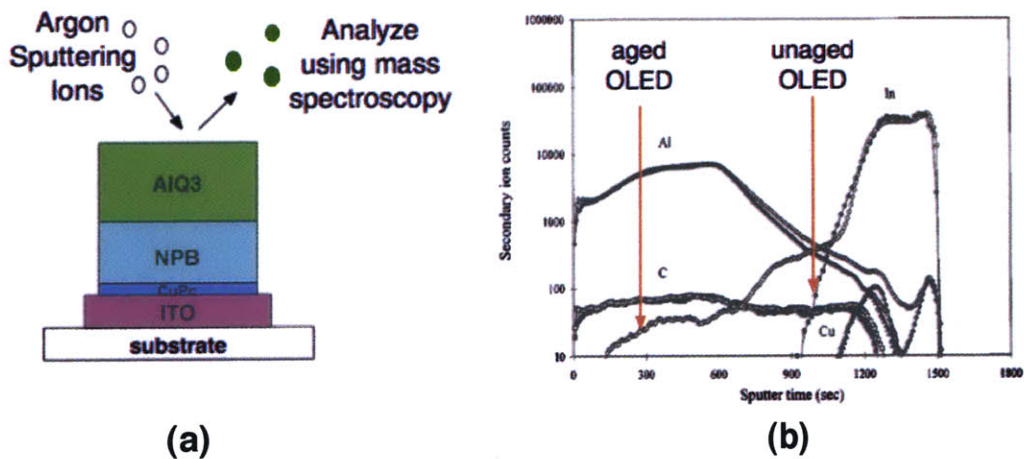 Argon
Sputtering
Ions
Analyze
using mass
spectroscopy
AlQ3
NPB
CuPc
ITO
substrate
(a)
1000000
100000
10000
1000
100
10
Secondary ion counts
aged
OLED
unaged
OLED
In
Al
C
Cu
0
300
600
900
1200
1500
1800
Sputter time (sec)
(b)